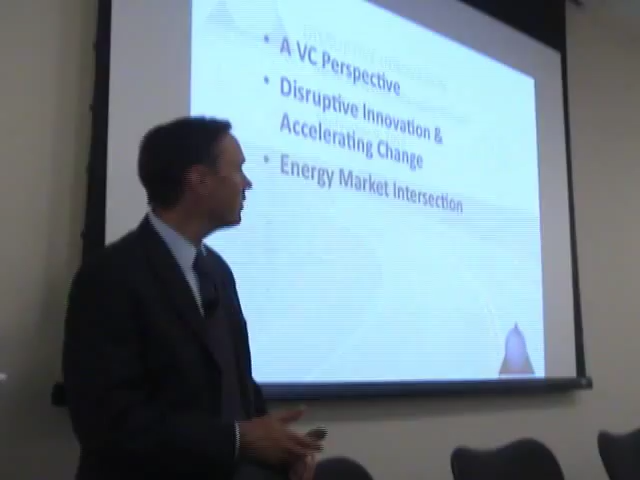 • A VC Perspective
• Disruptive Innovation &
Accelerating Change
• Energy Market Intersection